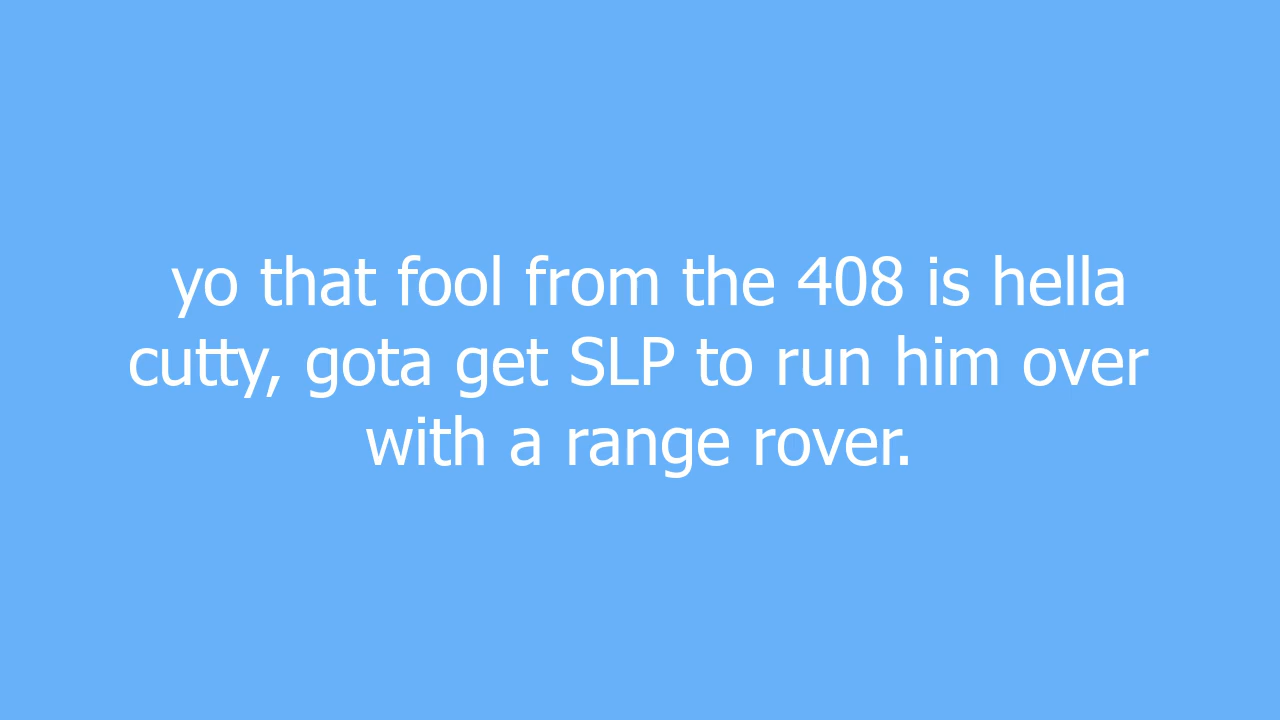 yo that fool from the 408 is hella
cutty, gota get SLP to run him over
with a range rover.